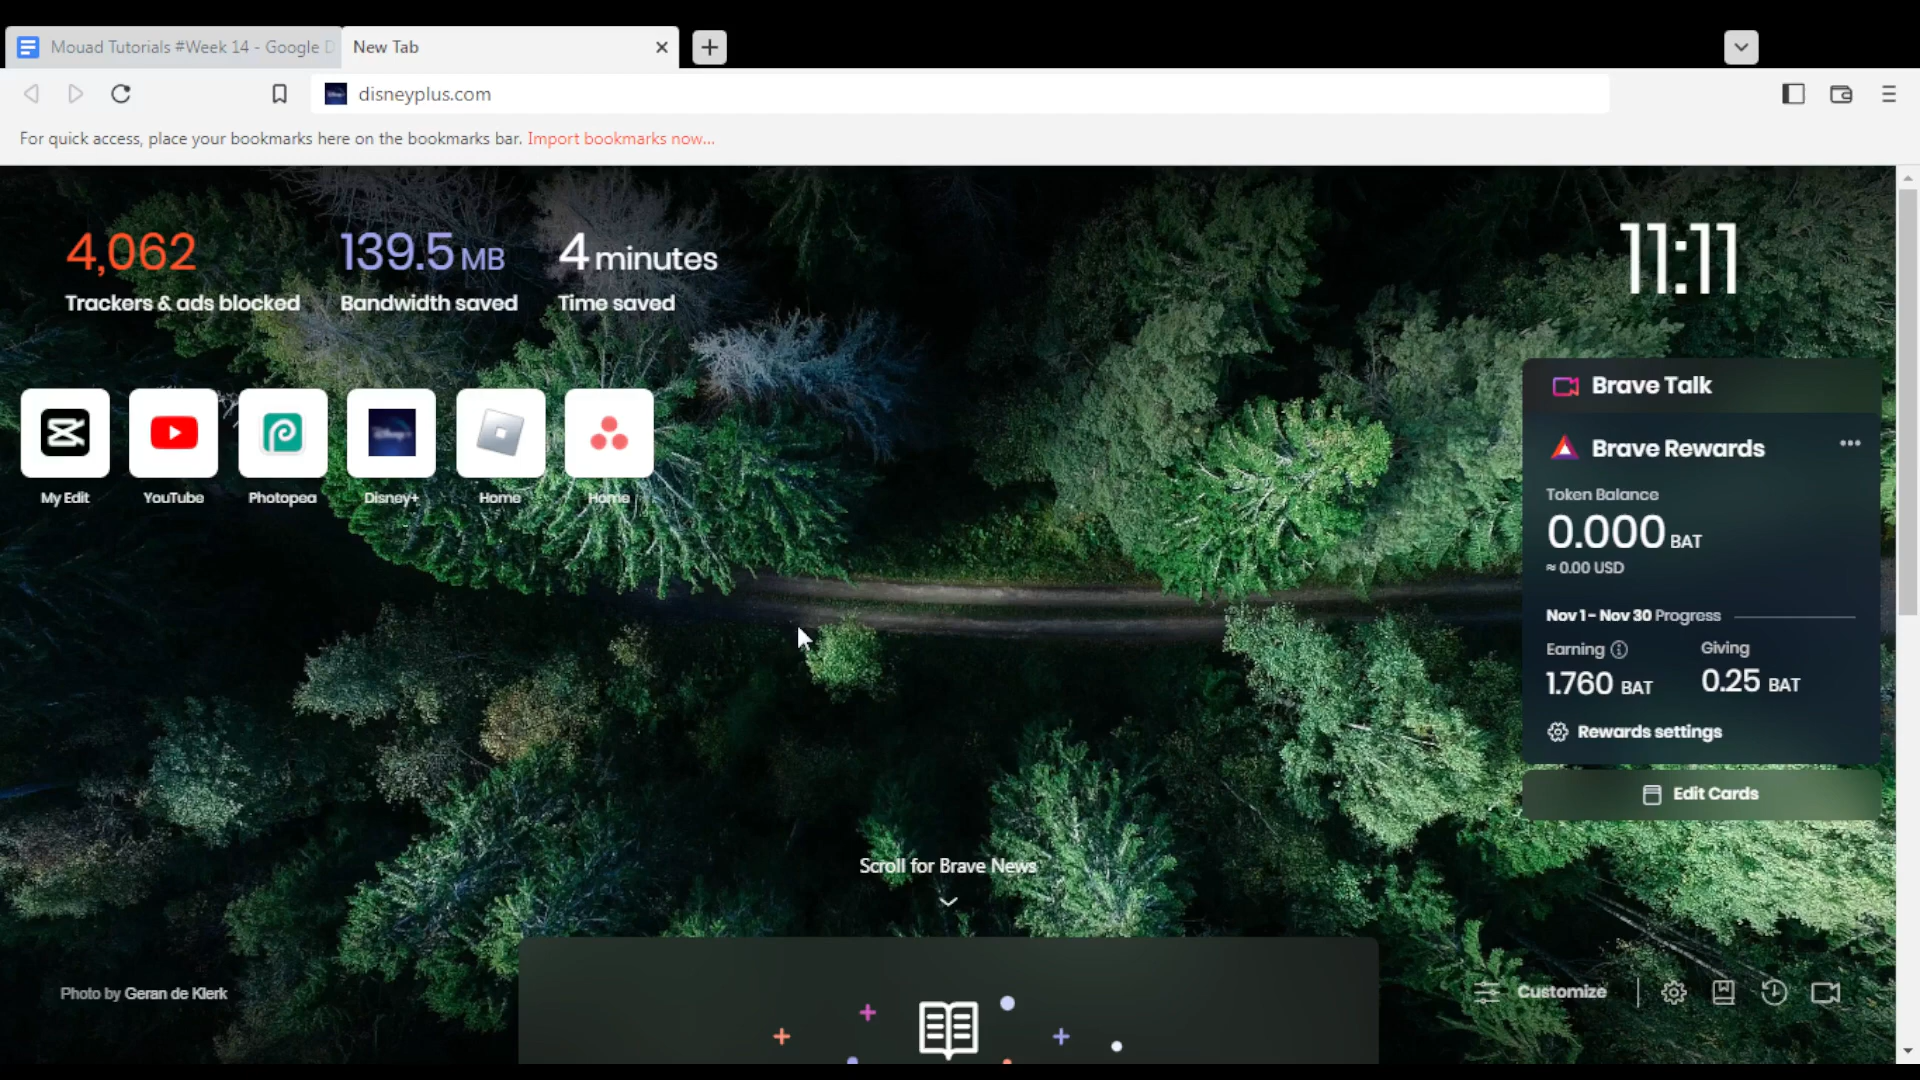 Mouad Tutorials #Week 14 - Google D
New Tab
disneyplus.com
For quick access, place your bookmarks here on the bookmarks bar. Import bookmarks now...
4,062
Trackers & ads blocked
139.5 MB
Bandwidth saved
4 minutes
Time saved
11:11
My Edit
YouTube
Photopea
Disney+
Home
Home
Brave Talk
Brave Rewards
Token Balance
0.000 BAT
≈ 0.00 USD
Nov 1 - Nov 30 Progress
Earning
1.760 BAT
Giving
0.25 BAT
Rewards settings
Edit Cards
Scroll for Brave News
Photo by Geran de Klerk
Customize